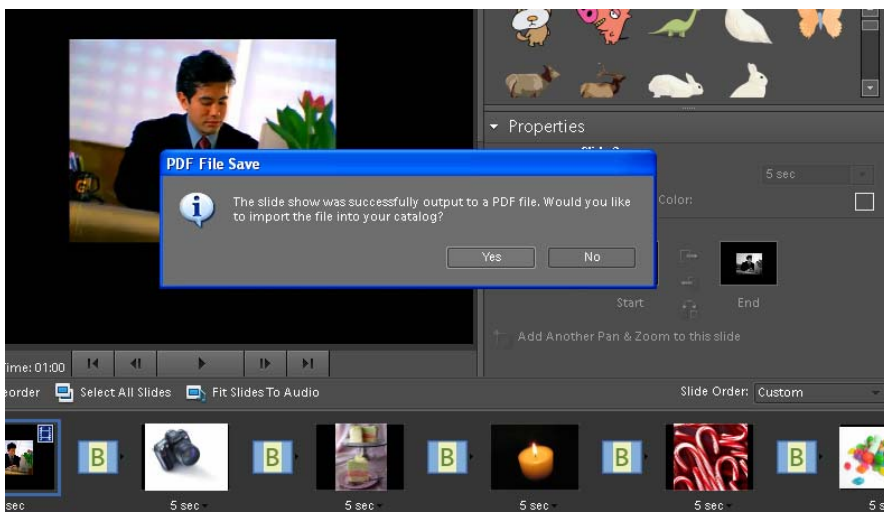 Properties
5 sec
Color:
PDF File Save
The slide show was successfully output to a PDF file. Would you like
to import the file into your catalog?
Yes
No
Start
End
Add Another Pan & Zoom to this slide
Time: 01:00
eorder
Select All Slides
Fit Slides To Audio
Slide Order:
Custom
B
B
B
B
B
sec
5 sec
5 sec
5 sec
5 sec
5 s